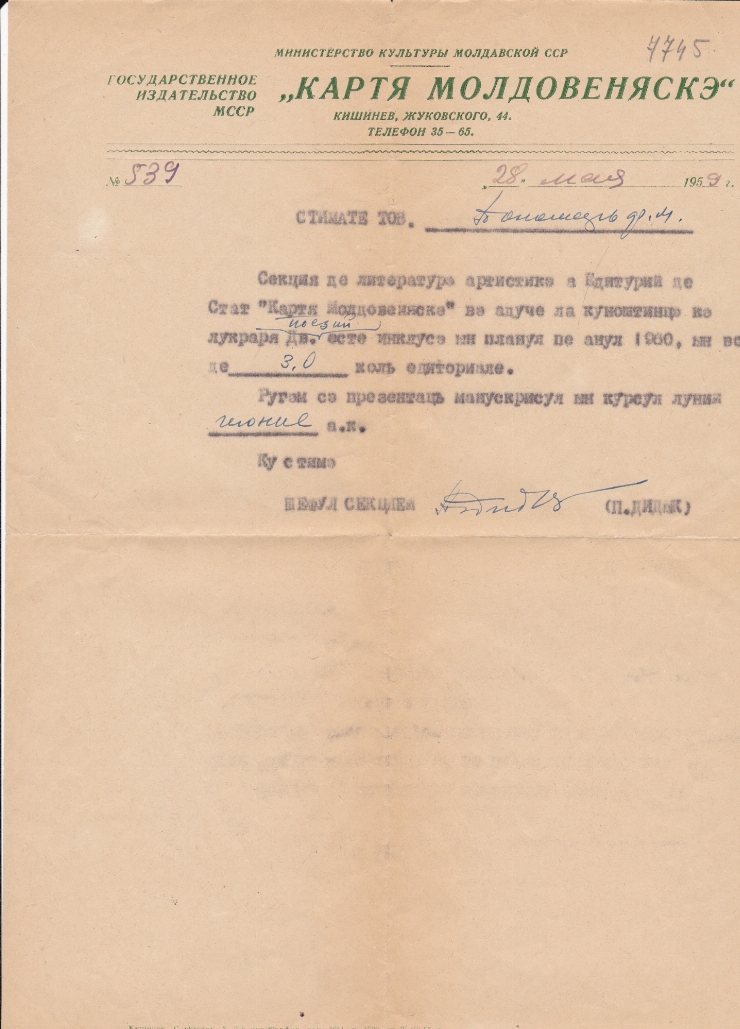 7745
МИНИСТЕРСТВО КУЛЬТУРЫ МОЛДАВСКОЙ ССР
ГОСУДАРСТВЕННОЕ
ИЗДАТЕЛЬСТВО
МССР
„КАРТЯ МОЛДОВЕНЯСКЭ“
КИШИНЕВ, ЖУКОВСКОГО, 44.
ТЕЛЕФОН 35—65.
№ 539
„28. мая 1959 г.
СТИМАТЕ ТОВ.
Секция де литературэ артистикэ а Едитурий де
Стат "Картя Молдовеняскэ" вэ адуче ла куноштинцэ кэ
поезий
лукраря Дв. есте инклусэ ын планул пе анул 1960, ын
де 3,0 коль едиториале.
Ругэм сэ презентаць манускрисул ын курсул луний
июние а.к.
Ку стимэ
ШЕФУЛ СЕКЦИЕЙ (П.ДИДЫК)